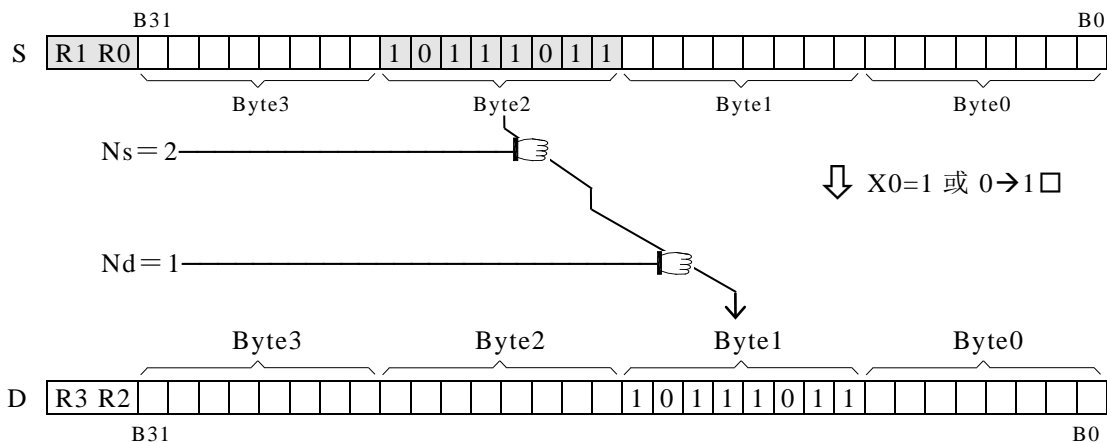 B31 B0
S R1 R0 1 0 1 1 1 0 1 1
Byte3 Byte2 Byte1 Byte0
Ns＝2
X0=1 或 0→1□
Nd＝1
Byte3 Byte2 Byte1 Byte0
D R3 R2 1 0 1 1 1 0 1 1
B31 B0